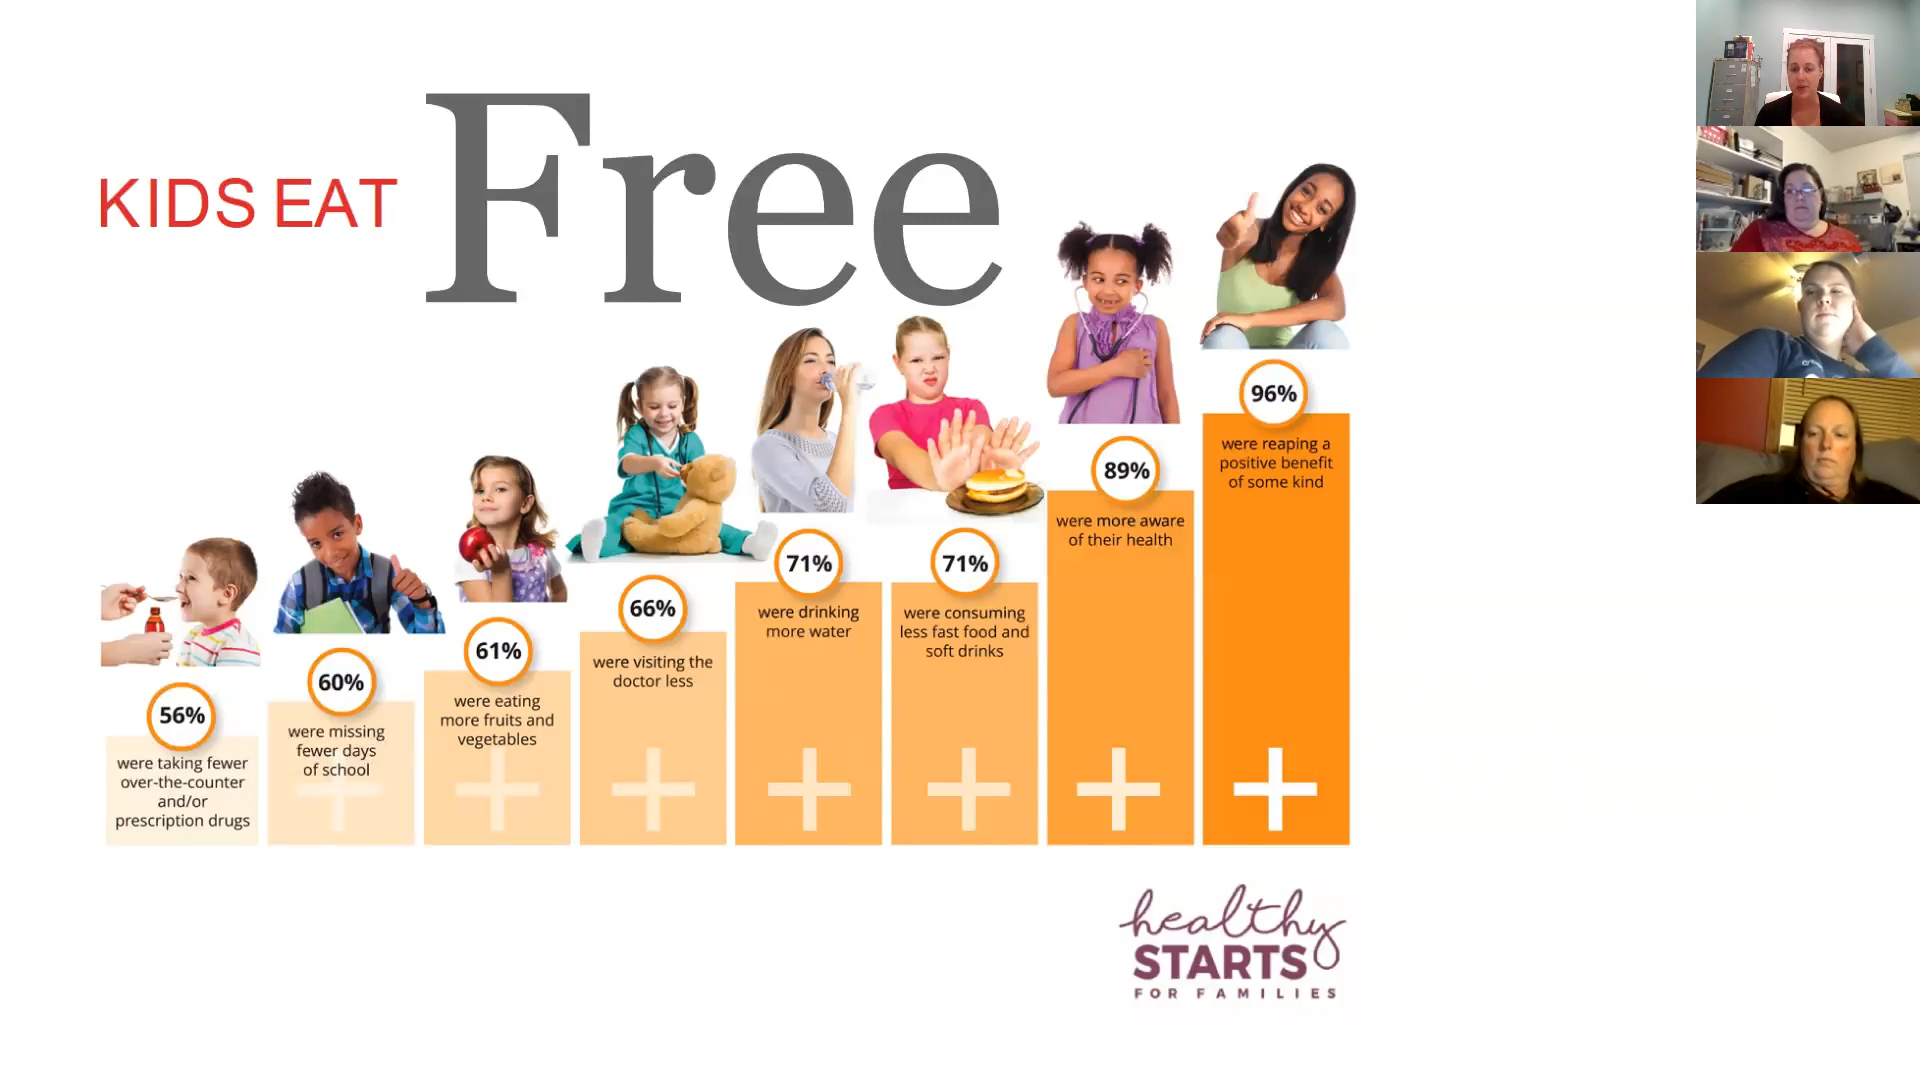 KIDS EAT Free
56%
were taking fewer
over-the-counter
and/or
prescription drugs
60%
were missing
fewer days
of school
61%
were eating
more fruits and
vegetables
66%
were visiting the
doctor less
71%
were drinking
more water
71%
were consuming
less fast food and
soft drinks
89%
were more aware
of their health
96%
were reaping a
positive benefit
of some kind
healthy
STARTS
FOR FAMILIES